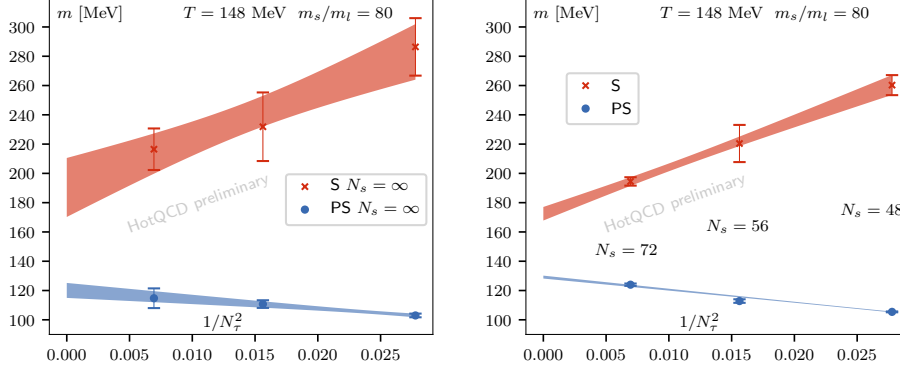 m [MeV] T = 148 MeV m_s/m_l = 80
300
280
260
240
220
200
180
160
140
120
100
S N_s = ∞
PS N_s = ∞
HotQCD preliminary
1/N_τ^2
0.000 0.005 0.010 0.015 0.020 0.025
m [MeV] T = 148 MeV m_s/m_l = 80
300
280
260
240
220
200
180
160
140
120
100
S
PS
HotQCD preliminary
N_s = 48
N_s = 56
N_s = 72
1/N_τ^2
0.000 0.005 0.010 0.015 0.020 0.025